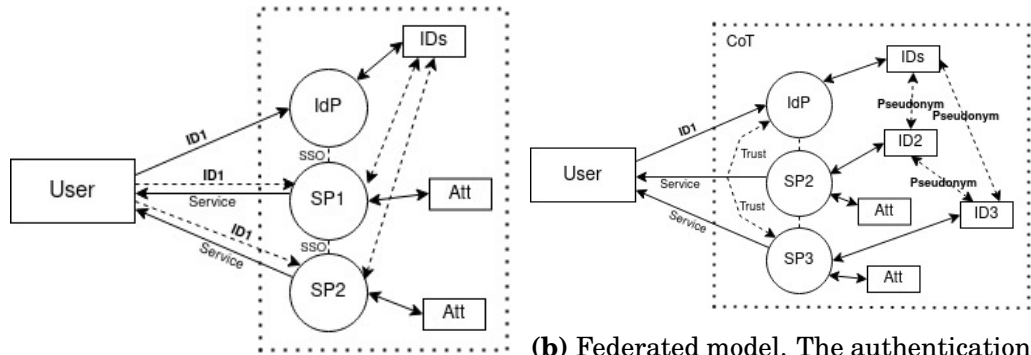 IDs
IdP
ID1
SSO
User
ID1
SP1
Att
Service
ID1
SSO
Service
SP2
Att
CoT
IDs
IdP
Pseudonym
Pseudonym
ID1
Trust
ID2
User
Service
SP2
Pseudonym
Att
ID3
Trust
Service
SP3
Att
(b) Federated model. The authentication